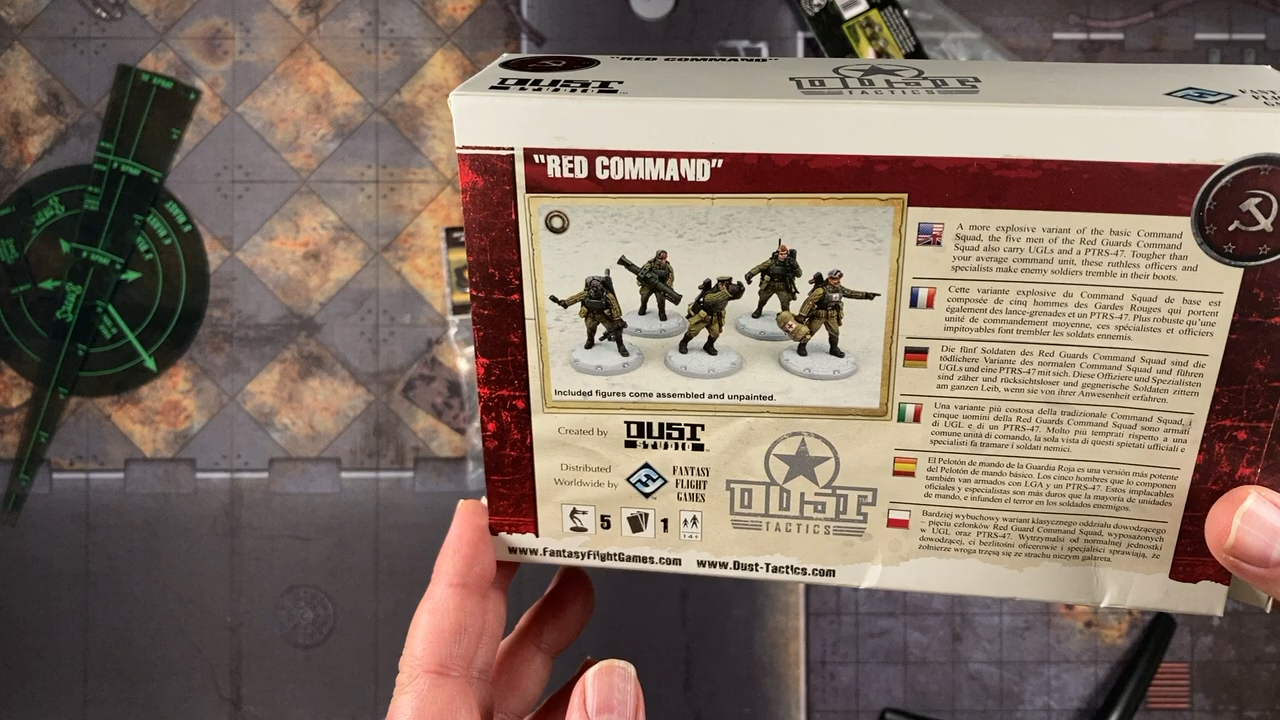 "RED COMMAND"
DUST
STUDIO
DUST
TACTICS
"RED COMMAND"
Included figures come assembled and unpainted.
Created by
DUST
STUDIO
Distributed
Worldwide by
FANTASY
FLIGHT
GAMES
5
1
14+
DUST
TACTICS
www.FantasyFlightGames.com www.Dust-Tactics.com
A more explosive variant of the basic Command
Squad, the five men of the Red Guards Command
Squad also carry UGLs and a PTRS-47. Tougher than
your average command unit, these ruthless officers and
specialists make enemy soldiers tremble in their boots.
Cette variante explosive du Command Squad de base est
composée de cinq hommes des Gardes Rouges qui portent
également des lance-grenades et un PTRS-47. Plus robuste qu'une
unité de commandement moyenne, ces spécialistes et officiers
impitoyables font trembler les soldats ennemis.
Die fünf Soldaten des Red Guards Command Squad sind die
tödlichere Variante des normalen Command Squad und führen
UGLs und eine PTRS-47 mit sich. Diese Offiziere und Spezialisten
sind zäher und rücksichtsloser und gegnerische Soldaten zittern
am ganzen Leib, wenn sie von ihrer Anwesenheit erfahren.
Una variante più costosa della tradizionale Command Squad, i
cinque uomini della Red Guards Command Squad sono armati
di UGL e di un PTRS-47. Molto più temprati rispetto a una
comune unità di comando, la sola vista di questi spietati ufficiali e
specialisti fa tramare i soldati nemici.
El Pelotón de mando de la Guardia Roja es una versión más potente
del Pelotón de mando básico. Los cinco hombres que lo componen
también van armados con LGA y un PTRS-47. Estos implacables
oficiales y especialistas son más duros que la mayoría de unidades
de mando, e infunden el terror en los soldados enemigos.
Bardziej wybuchowy wariant klasycznego oddziału dowodzącego
– pięciu członków Red Guard Command Squad, wyposażonych
w UGL oraz PTRS-47. Wytrzymalsi od normalnej jednostki
dowodzącej, ci bezlitośni oficerowie i specjaliści sprawiają, że
żołnierze wroga trzęsą się ze strachu niczym galareta.